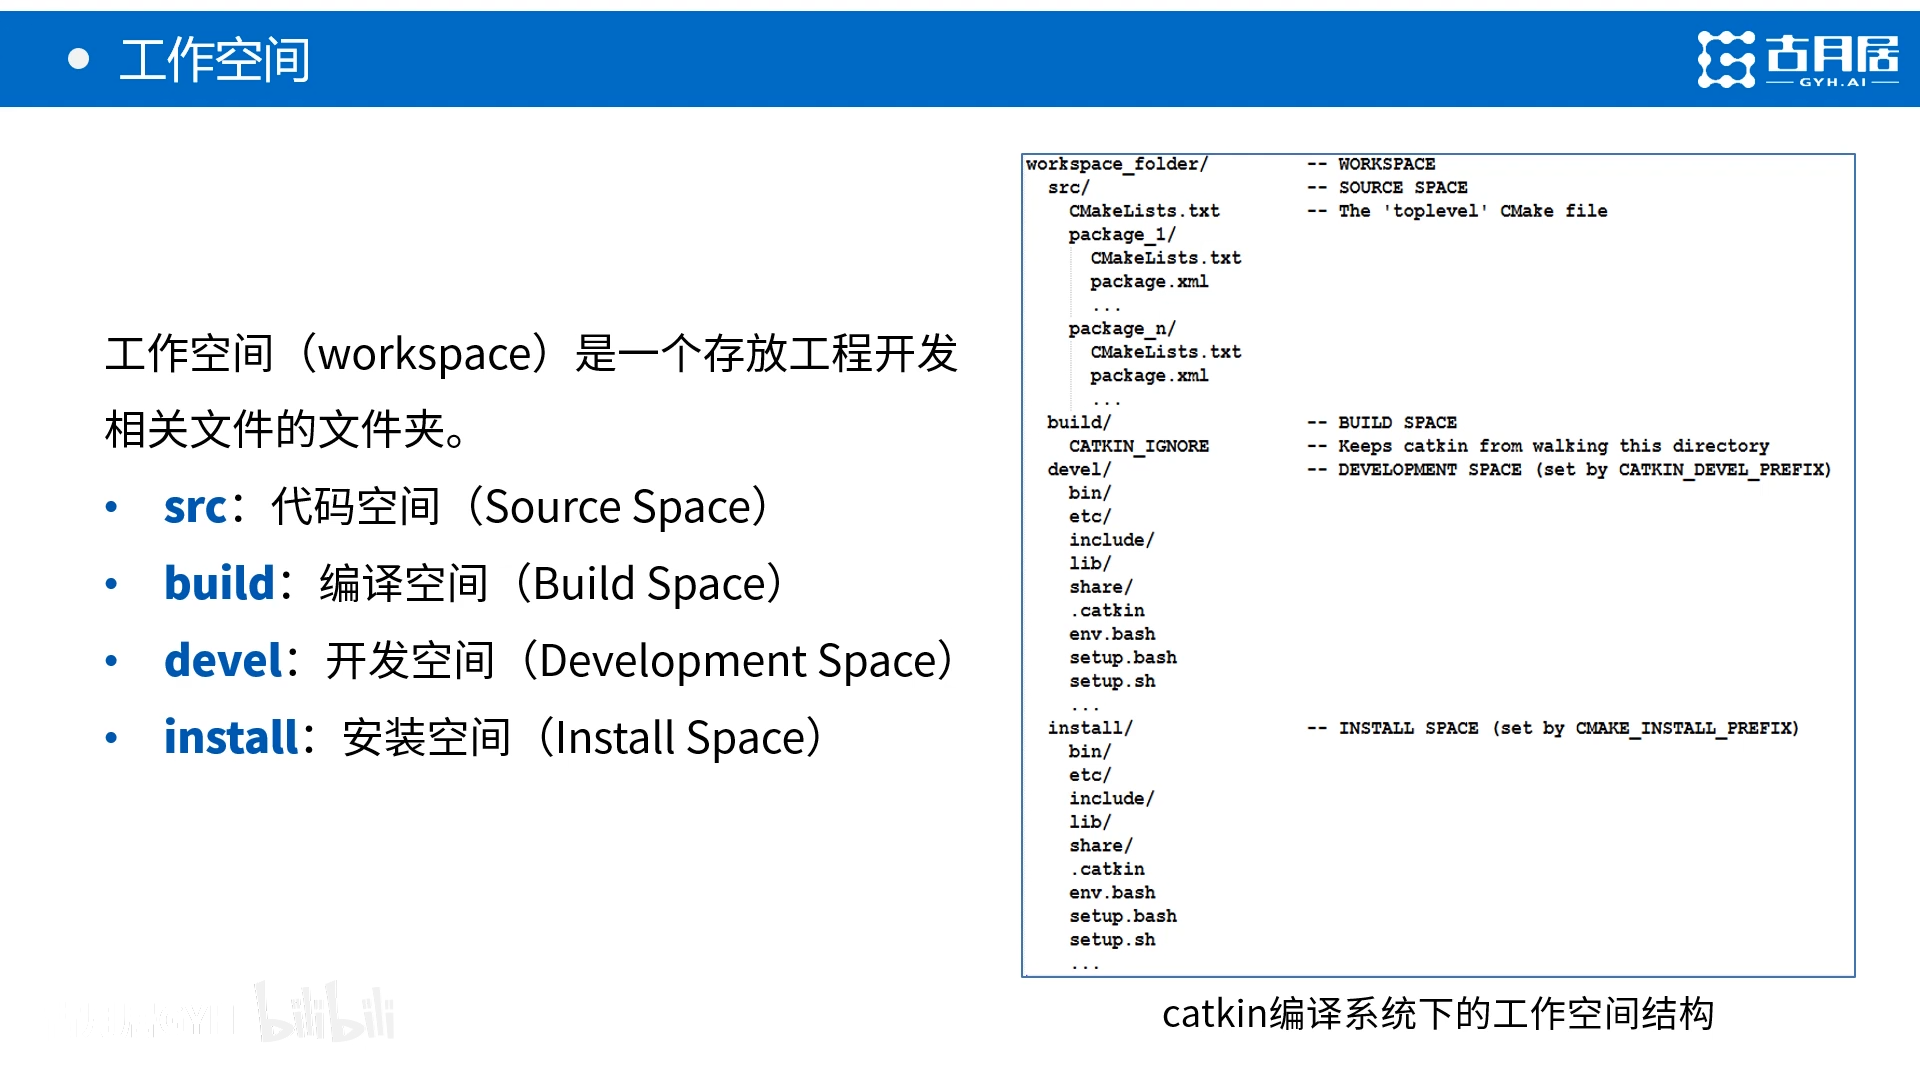 工作空间
古月居
GYH.AI
工作空间（workspace）是一个存放工程开发
相关文件的文件夹。
• src：代码空间（Source Space）
• build：编译空间（Build Space）
• devel：开发空间（Development Space）
• install：安装空间（Install Space）
workspace_folder/ -- WORKSPACE
src/ -- SOURCE SPACE
CMakeLists.txt -- The 'toplevel' CMake file
package_1/
CMakeLists.txt
package.xml
...
package_n/
CMakeLists.txt
package.xml
...
build/ -- BUILD SPACE
CATKIN_IGNORE -- Keeps catkin from walking this directory
devel/ -- DEVELOPMENT SPACE (set by CATKIN_DEVEL_PREFIX)
bin/
etc/
include/
lib/
share/
.catkin
env.bash
setup.bash
setup.sh
...
install/ -- INSTALL SPACE (set by CMAKE_INSTALL_PREFIX)
bin/
etc/
include/
lib/
share/
.catkin
env.bash
setup.bash
setup.sh
...
catkin编译系统下的工作空间结构
bilibili